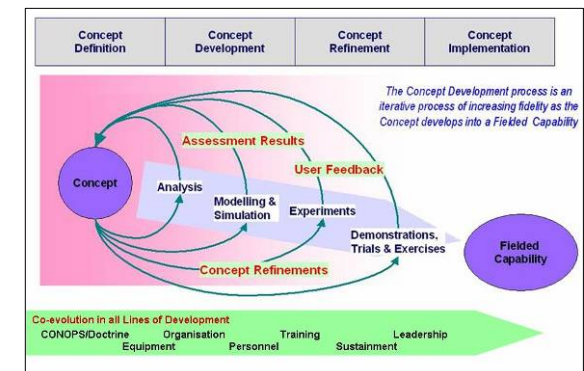 Concept
Definition
Concept
Development
Concept
Refinement
Concept
Implementation
The Concept Development process is an
iterative process of increasing fidelity as the
Concept develops into a Fielded Capability
Assessment Results
User Feedback
Concept
Analysis
Modelling &
Simulation
Experiments
Demonstrations,
Trials & Exercises
Fielded
Capability
Concept Refinements
Co-evolution in all Lines of Development
CONOPS/Doctrine Organisation Training Leadership
Equipment Personnel Sustainment